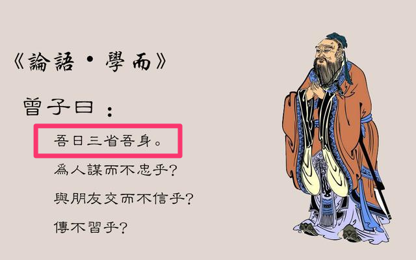 《論語·學而》
曾子曰：
吾日三省吾身。
為人謀而不忠乎?
與朋友交而不信乎?
傳不習乎?